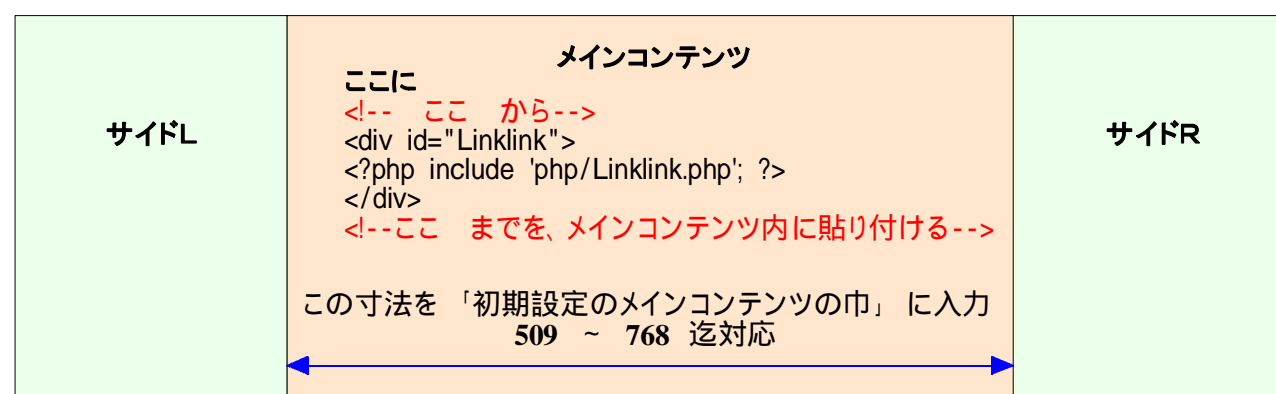 メインコンテンツ
ここに
<!-- ここ から-->
サイドL
<div id="Linklink">
<?php include 'php/Linklink.php'; ?>
</div>
<!--ここ までを、メインコンテンツ内に貼り付ける-->
サイドR
この寸法を 「初期設定のメインコンテンツの巾」 に入力
509 ~ 768 迄対応